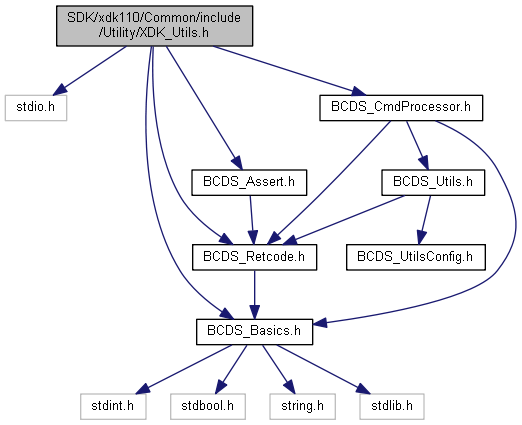 SDK/xdk110/Common/include
/Utility/XDK_Utils.h
stdio.h
BCDS_CmdProcessor.h
BCDS_Assert.h
BCDS_Utils.h
BCDS_Retcode.h
BCDS_UtilsConfig.h
BCDS_Basics.h
stdint.h
stdbool.h
string.h
stdlib.h